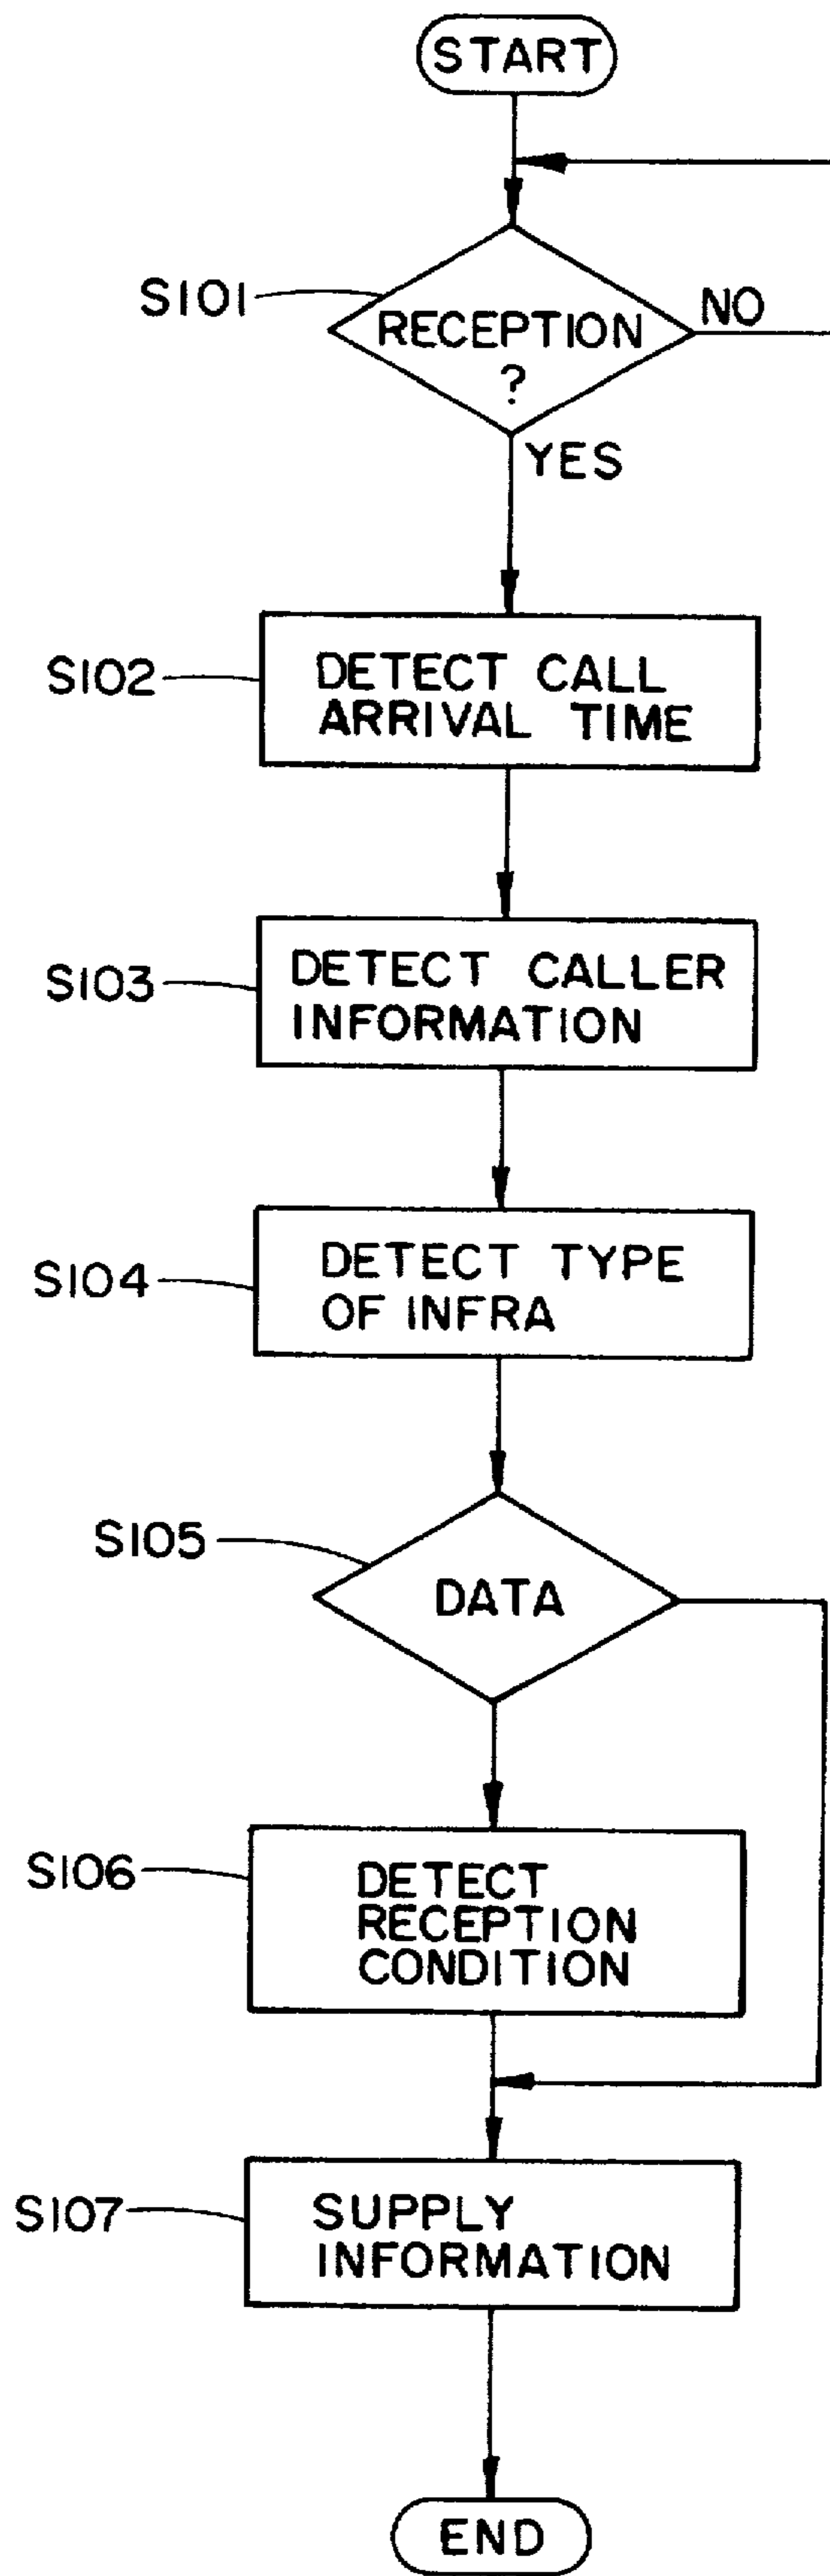 START
S101
RECEPTION
?
NO
YES
S102
DETECT CALL
ARRIVAL TIME
S103
DETECT CALLER
INFORMATION
S104
DETECT TYPE
OF INFRA
S105
DATA
S106
DETECT
RECEPTION
CONDITION
S107
SUPPLY
INFORMATION
END